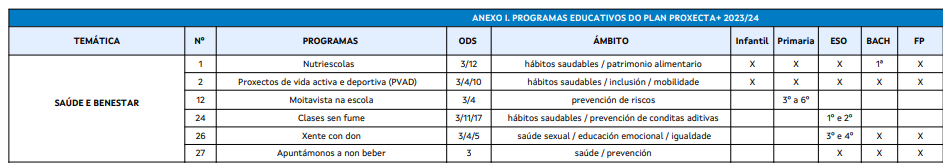 ANEXO I. PROGRAMAS EDUCATIVOS DO PLAN PROXECTA+ 2023/24
TEMÁTICA Nº PROGRAMAS ODS ÁMBITO Infantil Primaria ESO BACH FP
SAÚDE E BENESTAR
1 Nutriescolas 3/12 hábitos saudables / patrimonio alimentario X X X 1º X
2 Proxectos de vida activa e deportiva (PVAD) 3/4/10 hábitos saudables / inclusión / mobilidade X X X X X
12 Moitavista na escola 3/4 prevención de riscos 3º a 6º
24 Clases sen fume 3/11/17 hábitos saudables / prevención de conditas aditivas 1º e 2º
26 Xente con don 3/4/5 saúde sexual / educación emocional / igualdade 3º e 4º X X
27 Apuntámonos a non beber 3 saúde / prevención X X X